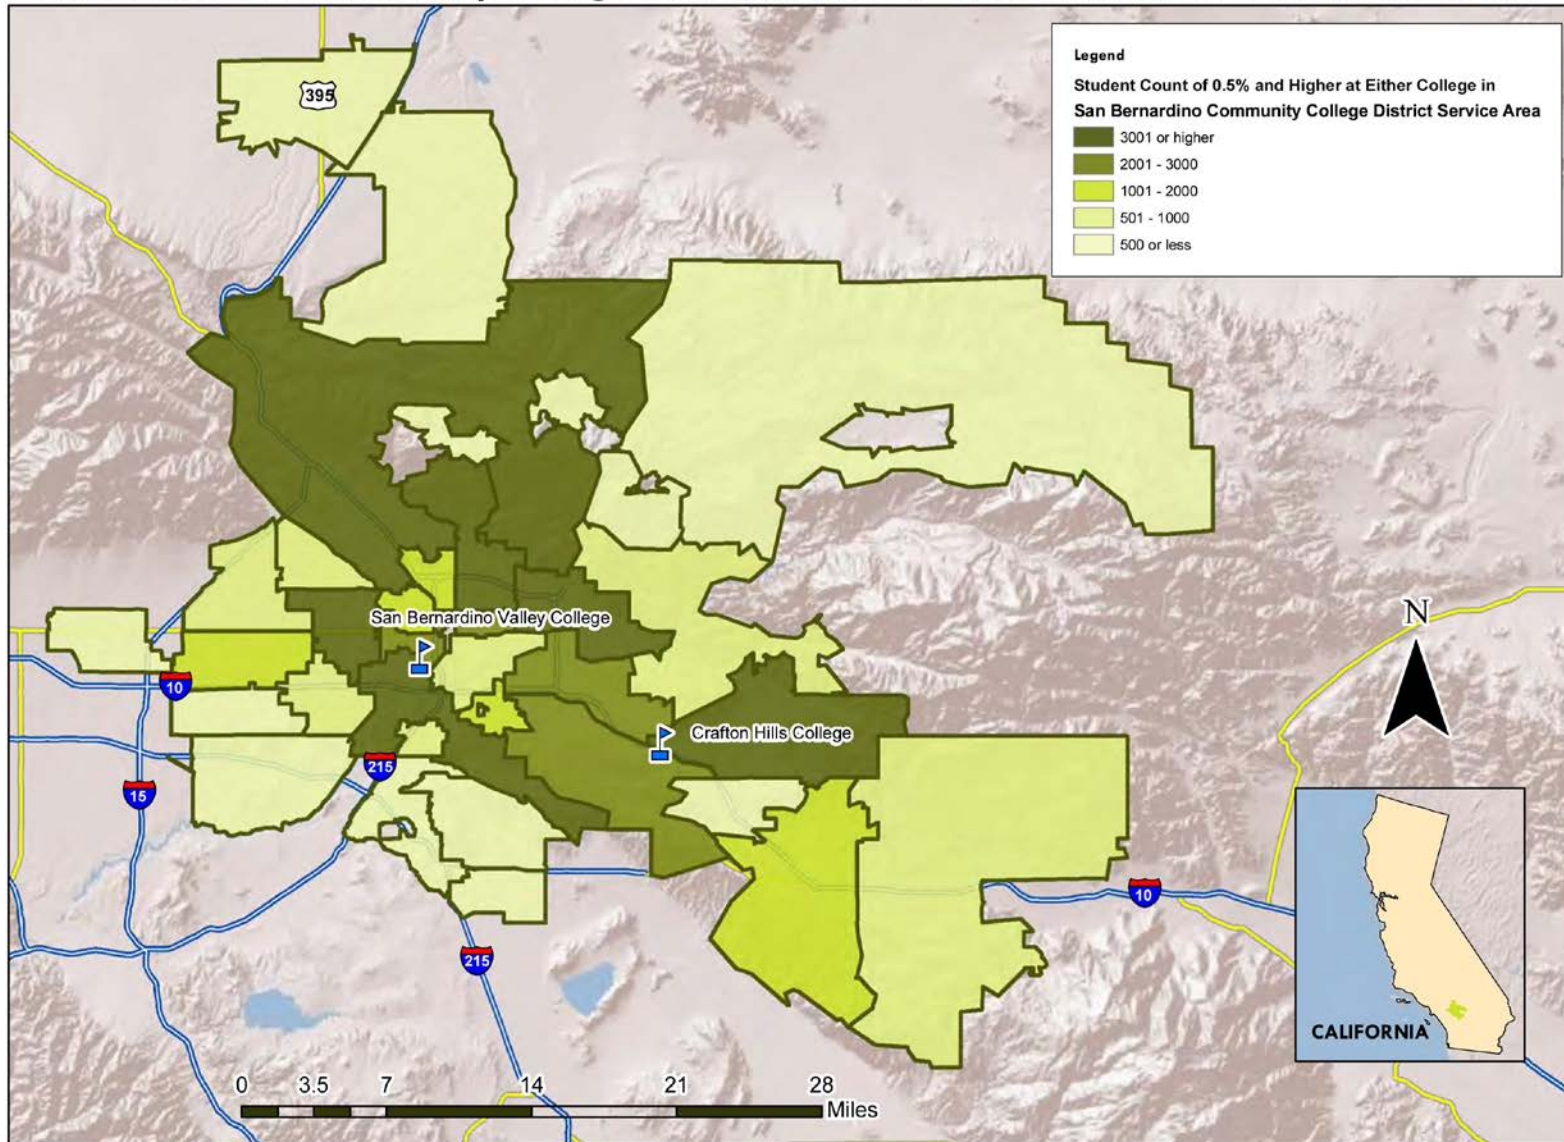 Legend
Student Count of 0.5% and Higher at Either College in
San Bernardino Community College District Service Area
3001 or higher
2001 - 3000
1001 - 2000
501 - 1000
500 or less
395
San Bernardino Valley College
N
10
Crafton Hills College
215
15
10
215
CALIFORNIA
0 3.5 7 14 21 28
Miles